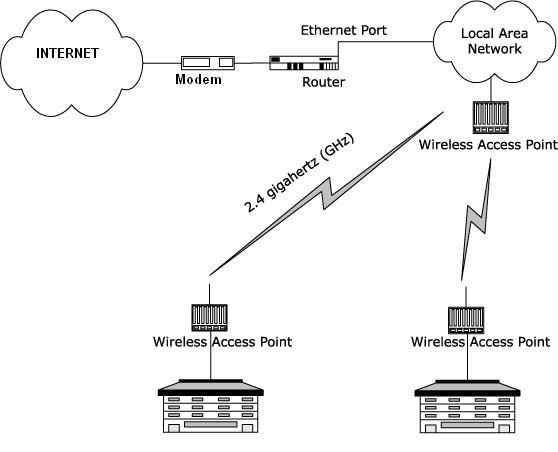 INTERNET
Modem
Router
Ethernet Port
Local Area
Network
Wireless Access Point
2.4 gigahertz (GHz)
Wireless Access Point
Wireless Access Point